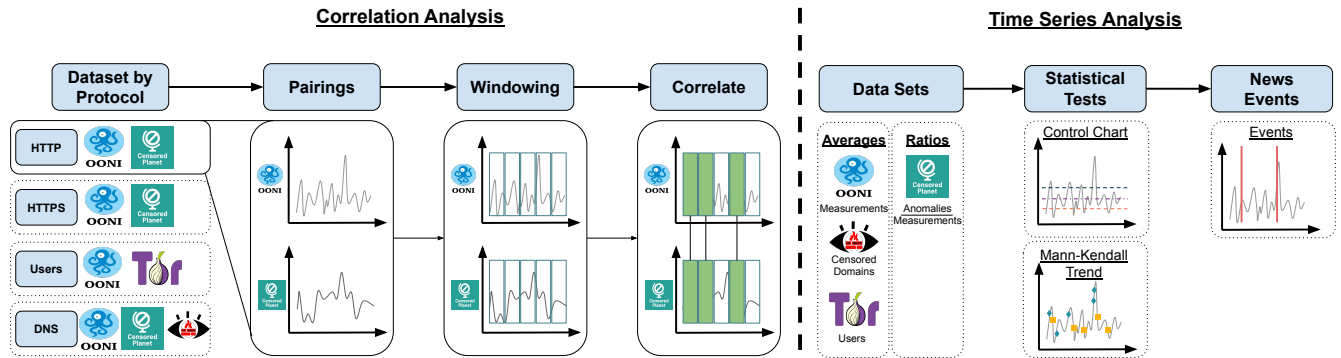 Correlation Analysis
Dataset by
Protocol
Pairings
Windowing
Correlate
HTTP
OONI
Censored
Planet
HTTPS
OONI
Censored
Planet
Users
OONI
Tor
DNS
OONI
Censored
Planet
OONI
Censored
Planet
OONI
Censored
Planet
OONI
Censored
Planet
Time Series Analysis
Data Sets
Statistical
Tests
News
Events
Averages
OONI
Measurements
Censored
Domains
Tor
Users
Ratios
Censored
Planet
Anomalies
Measurements
Control Chart
Mann-Kendall
Trend
Events